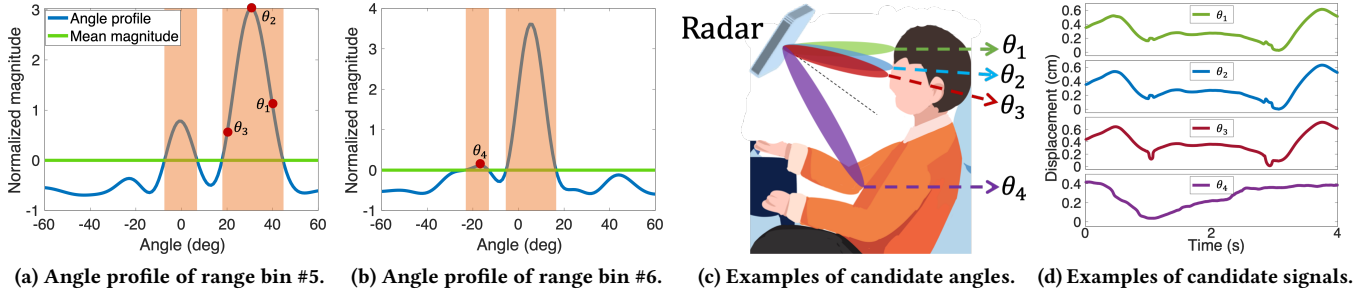 Angle profile
Mean magnitude
θ₂
θ₁
θ₃
Normalized magnitude
3
2
1
0
-1
-60 -40 -20 0 20 40 60
Angle (deg)
(a) Angle profile of range bin #5.
θ₄
Normalized magnitude
4
3
2
1
0
-1
-60 -40 -20 0 20 40 60
Angle (deg)
(b) Angle profile of range bin #6.
Radar
θ₁
θ₂
θ₃
θ₄
(c) Examples of candidate angles.
Displacement (cm)
θ₁
0.6
0.4
0.2
0
θ₂
0.6
0.4
0.2
0
θ₃
0.6
0.4
0.2
0
θ₄
0.4
0.2
0
0 2 4
Time (s)
(d) Examples of candidate signals.